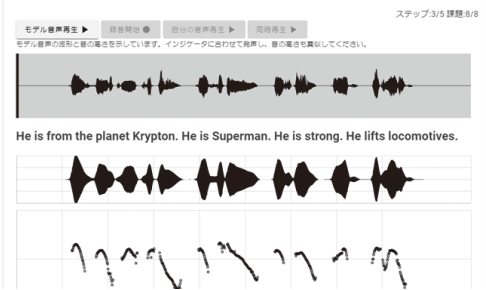 ステップ:3/5 課題:8/8
モデル音声再生 ▶ 録音開始 ● 自分の音声再生 ▶ 同時再生 ▶
モデル音声の波形と音の高さを示しています。インジケータに合わせて発声し、音の高さも真似してください。
He is from the planet Krypton. He is Superman. He is strong. He lifts locomotives.